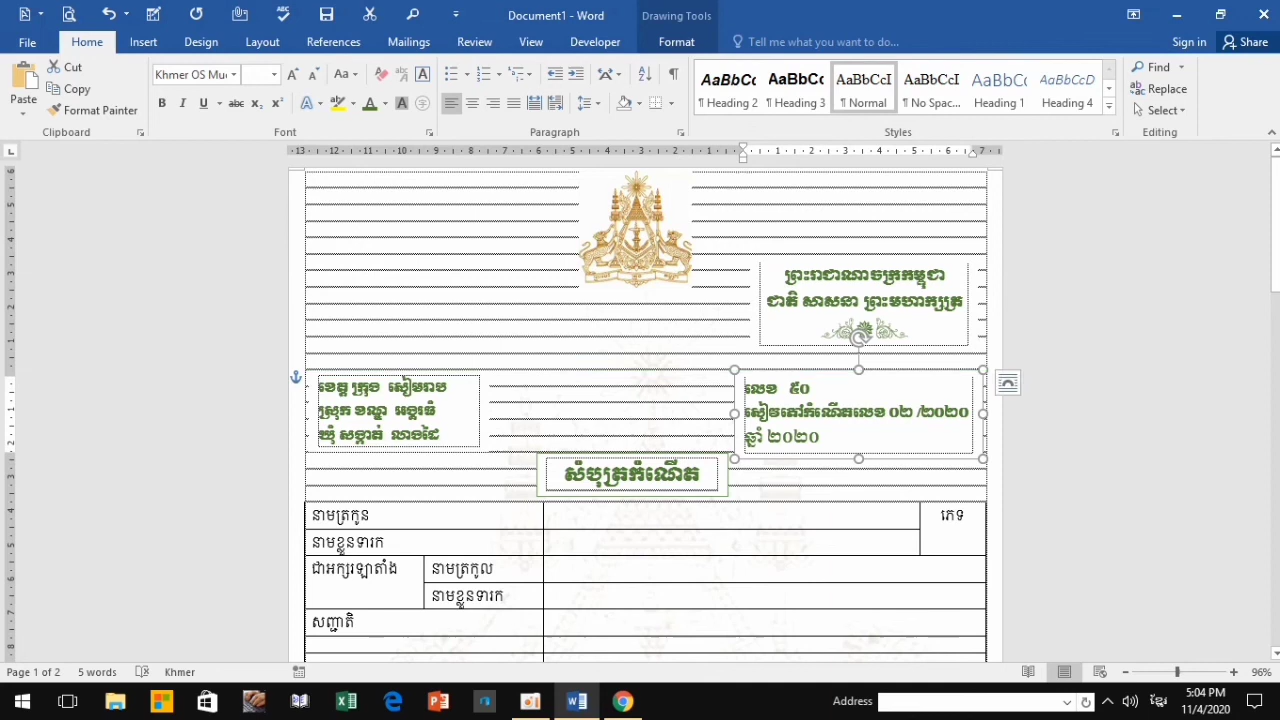 Document1 - Word
Drawing Tools
File
Home
Insert
Design
Layout
References
Mailings
Review
View
Developer
Format
Tell me what you want to do...
Sign in
Share
Paste
Cut
Copy
Format Painter
Clipboard
Khmer OS Mu
Font
Paragraph
AaBbCc
¶ Heading 2
AaBbCc
¶ Heading 3
AaBbCcI
¶ Normal
AaBbCcI
¶ No Spac...
AaBbCc
Heading 1
AaBbCcD
Heading 4
Styles
Find
Replace
Select
Editing
ព្រះរាជាណាចក្រកម្ពុជា
ជាតិ សាសនា ព្រះមហាក្សត្រ
ខេត្ត ក្រុង សៀមរាប
ស្រុក ខណ្ឌ អង្គរធំ
ឃុំ សង្កាត់ លាងដៃ
លេខ ៥០
សៀវភៅកំណើតលេខ ០២ /២០២០
ឆ្នាំ ២០២០
សំបុត្រកំណើត
នាមត្រកូន
ភេទ
នាមខ្លួនទារក
ជាអក្សរឡាតាំង
នាមត្រកូល
នាមខ្លួនទារក
សញ្ជាតិ
Page 1 of 2
5 words
Khmer
96%
Address
5:04 PM
11/4/2020